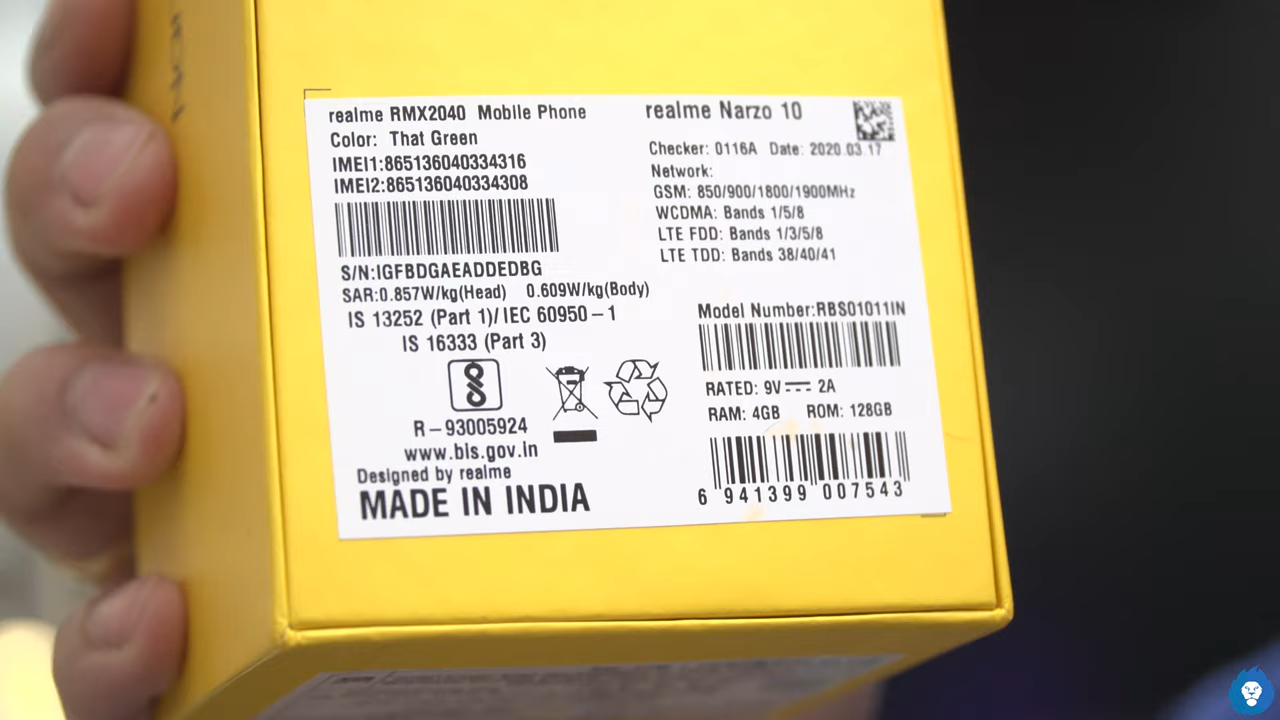 realme RMX2040 Mobile Phone
Color: That Green
IMEI1:865136040334316
IMEI2:865136040334308
S/N:IGFBDGAEADDEDBG
SAR:0.857W/kg(Head) 0.609W/kg(Body)
IS 13252 (Part 1)/ IEC 60950-1
IS 16333 (Part 3)
R-93005924
www.bis.gov.in
Designed by realme
MADE IN INDIA
realme Narzo 10
Checker: 0116A Date: 2020.03.17
Network:
GSM: 850/900/1800/1900MHz
WCDMA: Bands 1/5/8
LTE FDD: Bands 1/3/5/8
LTE TDD: Bands 38/40/41
Model Number:RBS01011IN
RATED: 9V⎓2A
RAM: 4GB ROM: 128GB
6 941399 007543